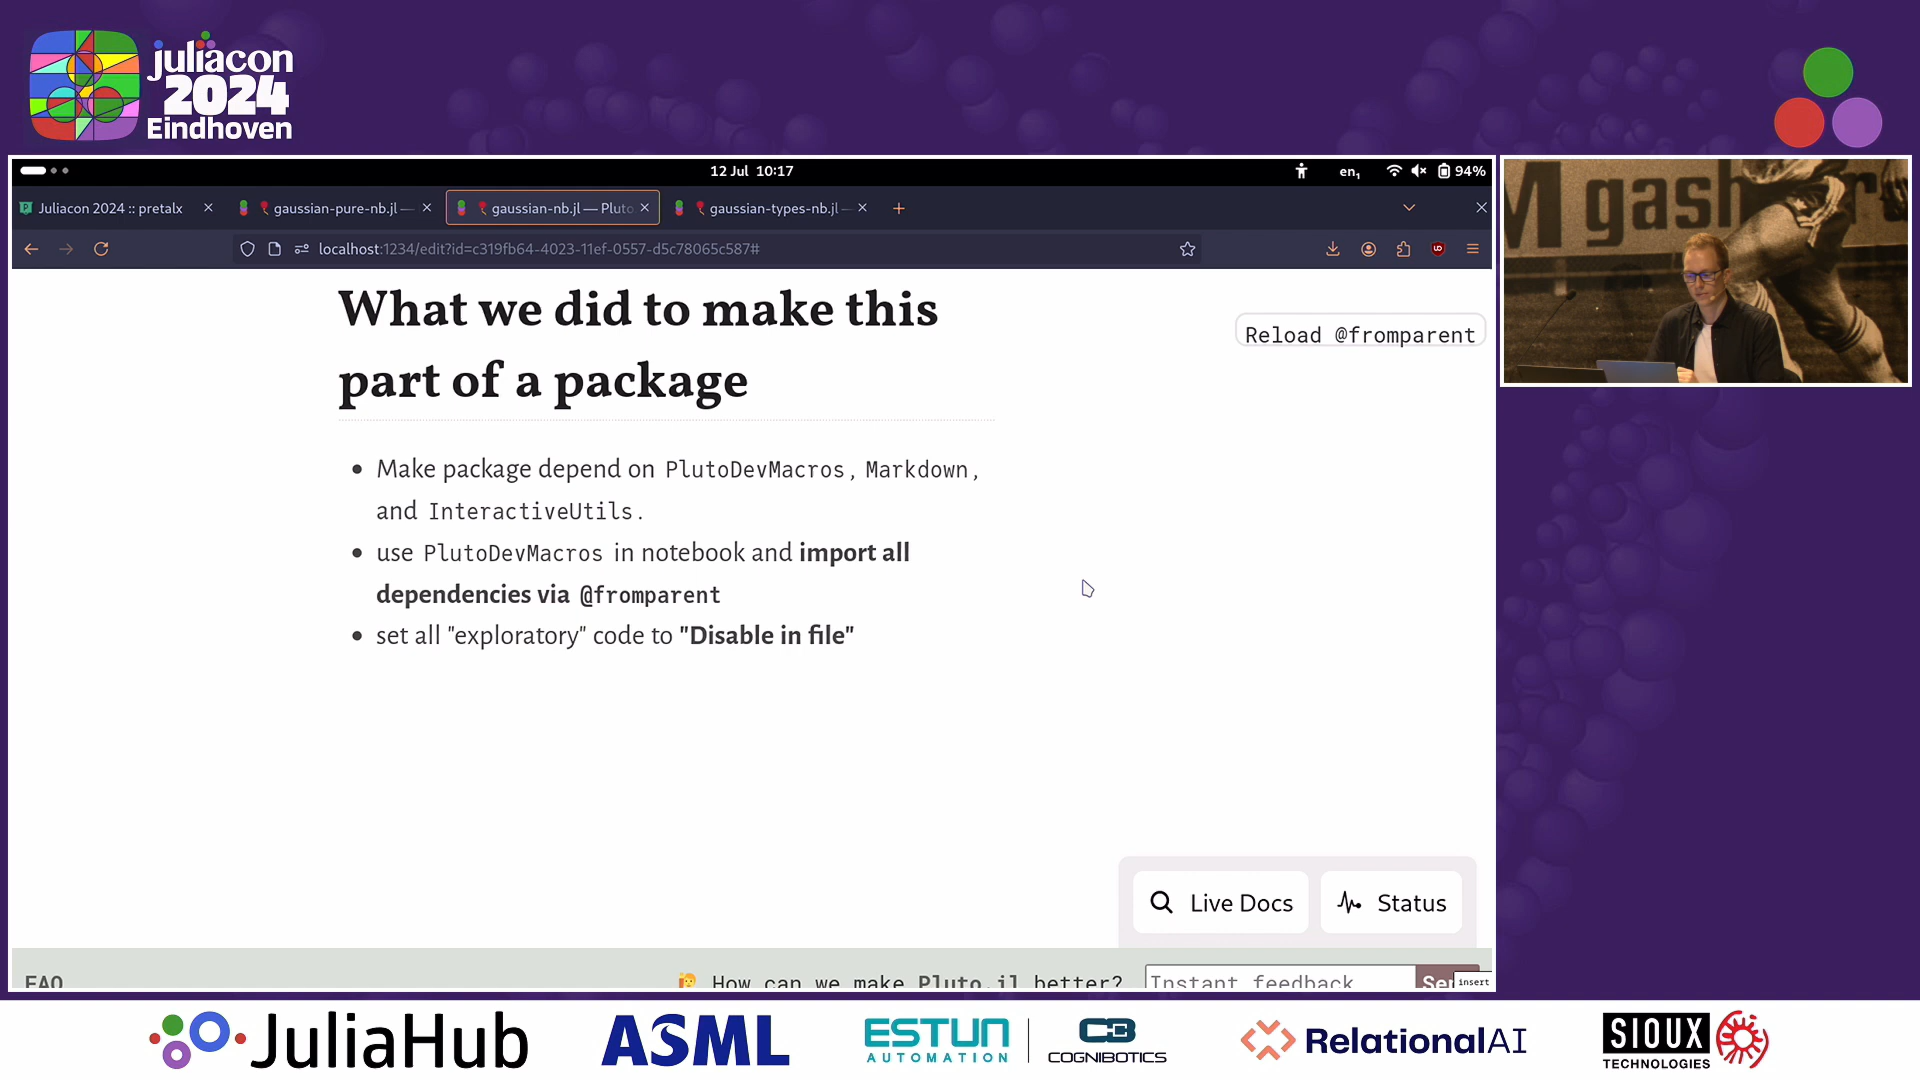 juliacon
2024
Eindhoven
12 Jul 10:17
en1
94%
Juliacon 2024 :: pretalx
gaussian-pure-nb.jl —
gaussian-nb.jl — Pluto
gaussian-types-nb.jl —
localhost:1234/edit?id=c319fb64-4023-11ef-0557-d5c78065c587#
What we did to make this
part of a package
Reload @fromparent
• Make package depend on PlutoDevMacros, Markdown,
and InteractiveUtils.
• use PlutoDevMacros in notebook and import all
dependencies via @fromparent
• set all "exploratory" code to "Disable in file"
Live Docs
Status
FAQ
How can we make Pluto.jl better?
Instant feedback
insert
M gash
JuliaHub
ASML
ESTUN
AUTOMATION
COGNIBOTICS
RelationalAI
SIOUX
TECHNOLOGIES